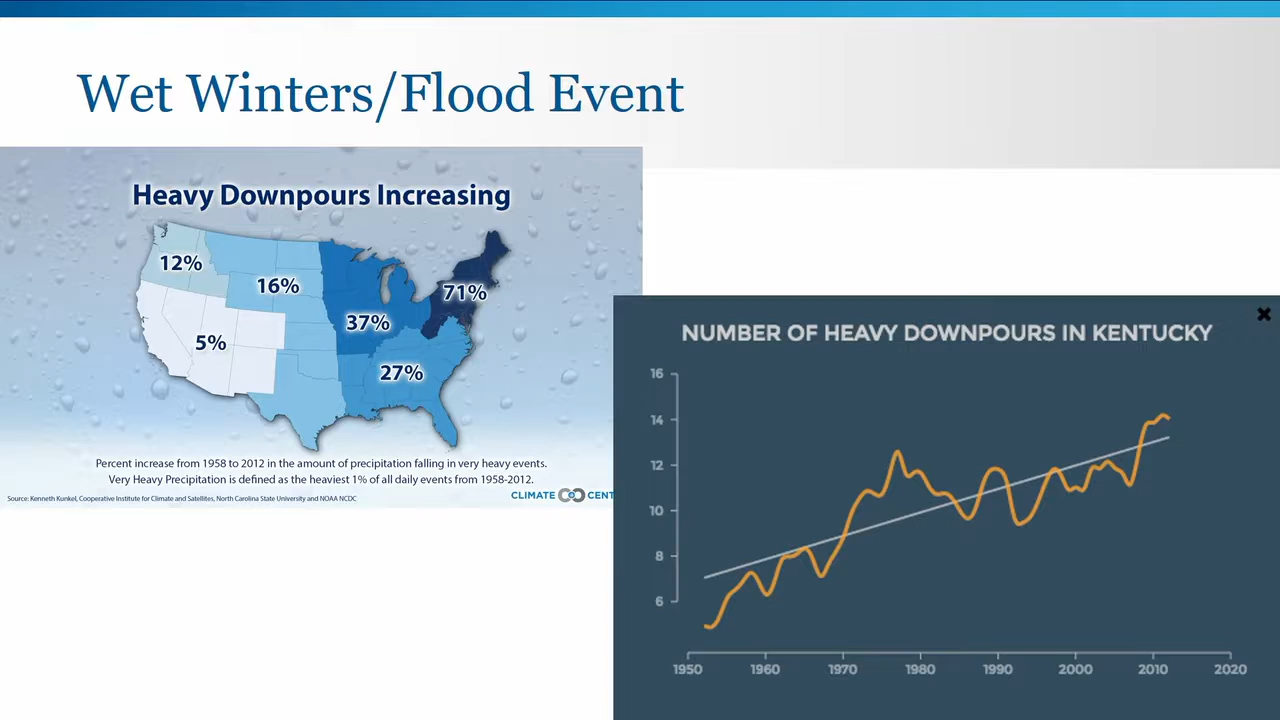 Wet Winters/Flood Event
Heavy Downpours Increasing
12%
16%
71%
37%
5%
27%
Percent increase from 1958 to 2012 in the amount of precipitation falling in very heavy events.
Very Heavy Precipitation is defined as the heaviest 1% of all daily events from 1958-2012.
Source: Kenneth Kunkel, Cooperative Institute for Climate and Satellites, North Carolina State University and NOAA NCDC
CLIMATE CENT
NUMBER OF HEAVY DOWNPOURS IN KENTUCKY
16
14
12
10
8
6
1950 1960 1970 1980 1990 2000 2010 2020